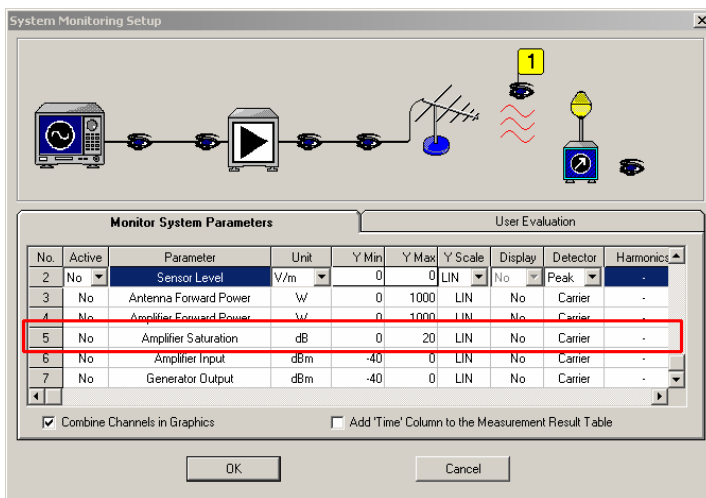 System Monitoring Setup x
1
Monitor System Parameters User Evaluation
No. Active Parameter Unit Y Min Y Max Y Scale Display Detector Harmonics
2 No Sensor Level V/m 0 0 LIN No Peak -
3 No Antenna Forward Power W 0 1000 LIN No Carrier -
4 No Amplifier Forward Power W 0 1000 LIN No Carrier -
5 No Amplifier Saturation dB 0 20 LIN No Carrier -
6 No Amplifier Input dBm -40 0 LIN No Carrier -
7 No Generator Output dBm -40 0 LIN No Carrier -
Combine Channels in Graphics Add 'Time' Column to the Measurement Result Table
OK Cancel